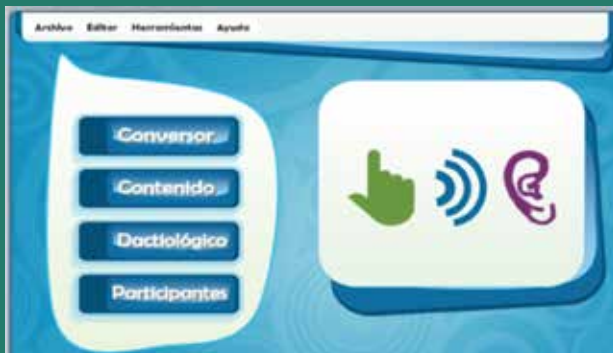 Archivo Editar Herramientas Ayuda
Conversor
Contenido
Dactiológico
Participantes